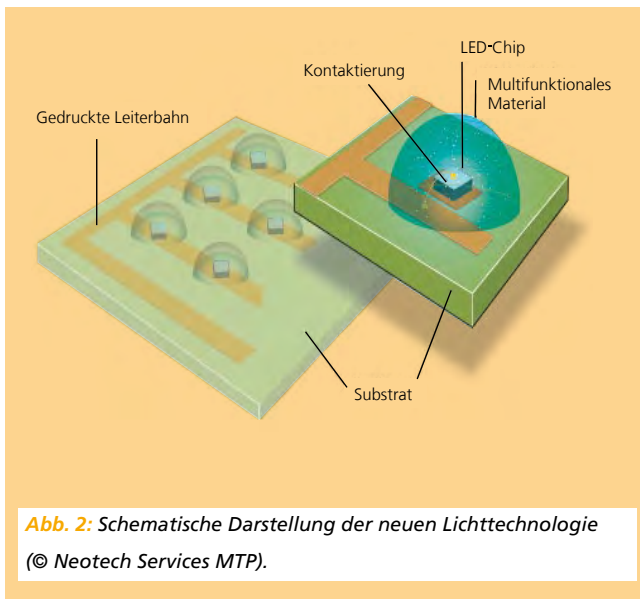 LED-Chip
Kontaktierung
Multifunktionales
Material
Gedruckte Leiterbahn
Substrat
Abb. 2: Schematische Darstellung der neuen Lichttechnologie
(© Neotech Services MTP).